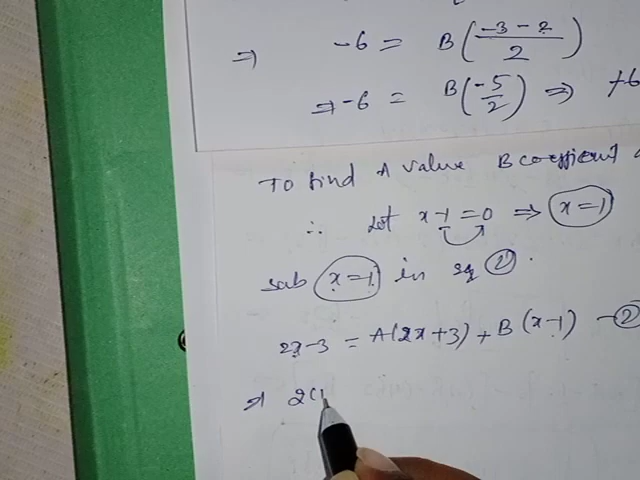 ⇒ -6 = B(-3-2/2)
⇒ -6 = B(-5/2) ⇒ +6
To find A value B coefficient
∴ Let x-1=0 ⇒ x=1
sub x=1 in eq ②.
2x-3 = A(2x+3)+B(x-1) -②
⇒ 2(1